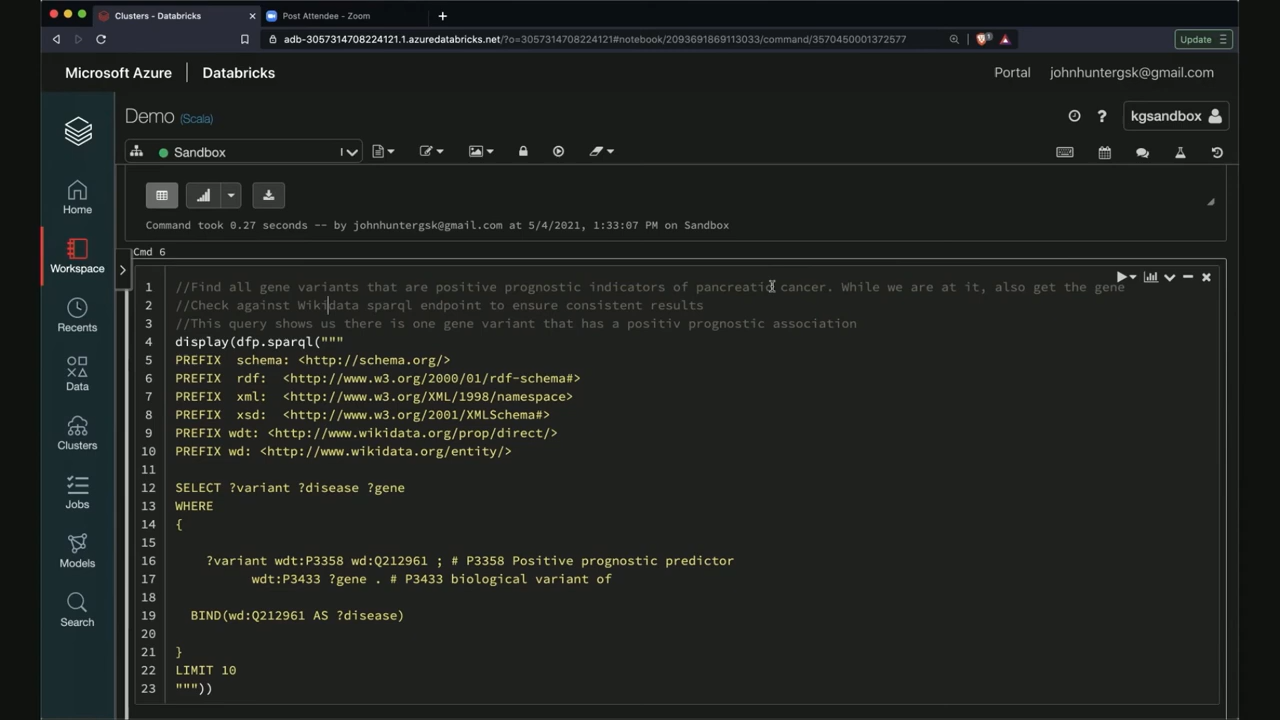 Clusters - Databricks
Post Attendee - Zoom
adb-3057314708224121.1.azuredatabricks.net/?o=3057314708224121#notebook/2093691869113033/command/3570450001372577
1
Update
Microsoft Azure
Databricks
Portal
johnhuntergsk@gmail.com
Demo (Scala)
kgsandbox
Sandbox
Home
Workspace
Recents
Data
Clusters
Jobs
Models
Search
Command took 0.27 seconds -- by johnhuntergsk@gmail.com at 5/4/2021, 1:33:07 PM on Sandbox
Cmd 6
1 //Find all gene variants that are positive prognostic indicators of pancreatic cancer. While we are at it, also get the gene
2 //Check against Wikidata sparql endpoint to ensure consistent results
3 //This query shows us there is one gene variant that has a positiv prognostic association
4 display(dfp.sparql("""
5 PREFIX  schema: <http://schema.org/>
6 PREFIX  rdf:  <http://www.w3.org/2000/01/rdf-schema#>
7 PREFIX  xml:  <http://www.w3.org/XML/1998/namespace>
8 PREFIX  xsd:  <http://www.w3.org/2001/XMLSchema#>
9 PREFIX wdt: <http://www.wikidata.org/prop/direct/>
10 PREFIX wd: <http://www.wikidata.org/entity/>
11
12 SELECT ?variant ?disease ?gene
13 WHERE
14 {
15
16     ?variant wdt:P3358 wd:Q212961 ; # P3358 Positive prognostic predictor
17           wdt:P3433 ?gene . # P3433 biological variant of
18
19   BIND(wd:Q212961 AS ?disease)
20
21 }
22 LIMIT 10
23 """))